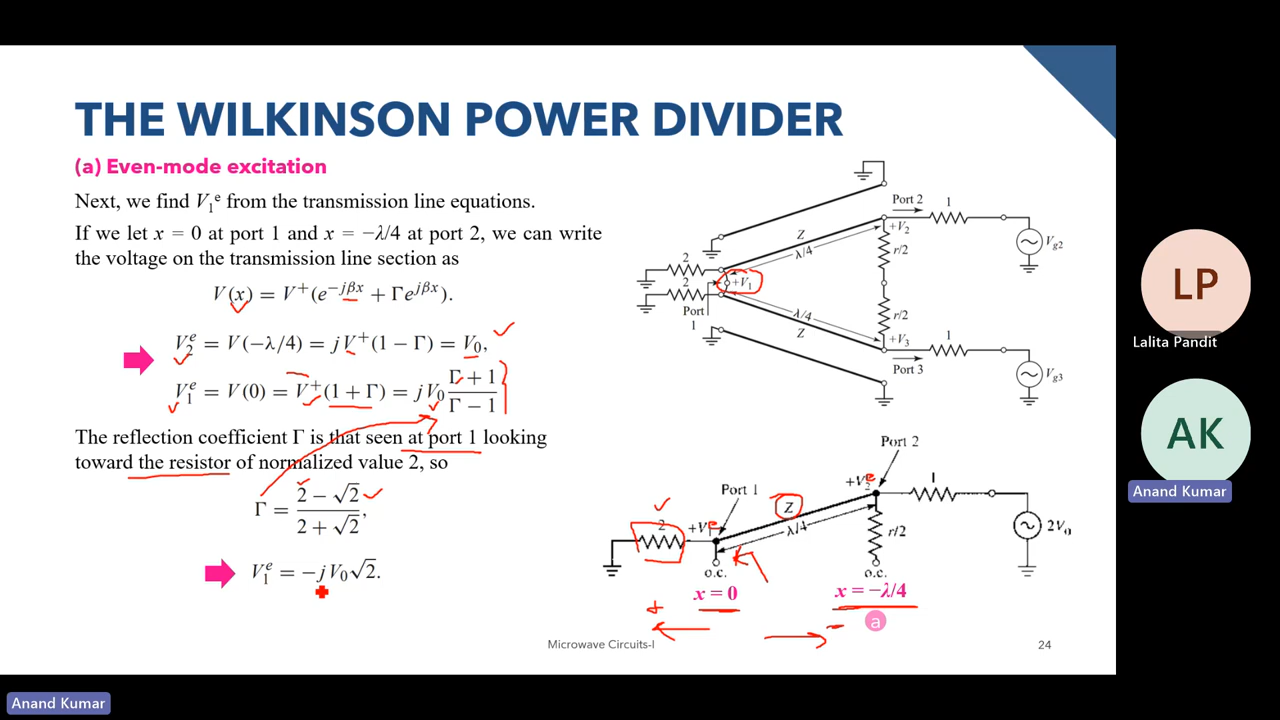 THE WILKINSON POWER DIVIDER
(a) Even-mode excitation
Next, we find V₁ᵉ from the transmission line equations.
If we let x = 0 at port 1 and x = −λ/4 at port 2, we can write
the voltage on the transmission line section as
V(x) = V⁺(e^{−jβx} + Γe^{jβx}).
V₂ᵉ = V(−λ/4) = jV⁺(1 − Γ) = V₀,
V₁ᵉ = V(0) = V⁺(1 + Γ) = jV₀ (Γ + 1)/(Γ − 1)
The reflection coefficient Γ is that seen at port 1 looking
toward the resistor of normalized value 2, so
Γ = (2 − √2)/(2 + √2),
V₁ᵉ = −jV₀√2.
Port 2
1
+V₂
Vg2
Z
λ/4
r/2
2
2
+V₁
Port
1
λ/4
Z
r/2
+V₃
1
Port 3
Vg3
Port 2
+V₂ᵉ
1
Port 1
Z
2
+V₁ᵉ
λ/4
r/2
2V₀
o.c.
o.c.
x = 0
x = −λ/4
+
−
a
Microwave Circuits-I
24
LP
Lalita Pandit
AK
Anand Kumar
Anand Kumar